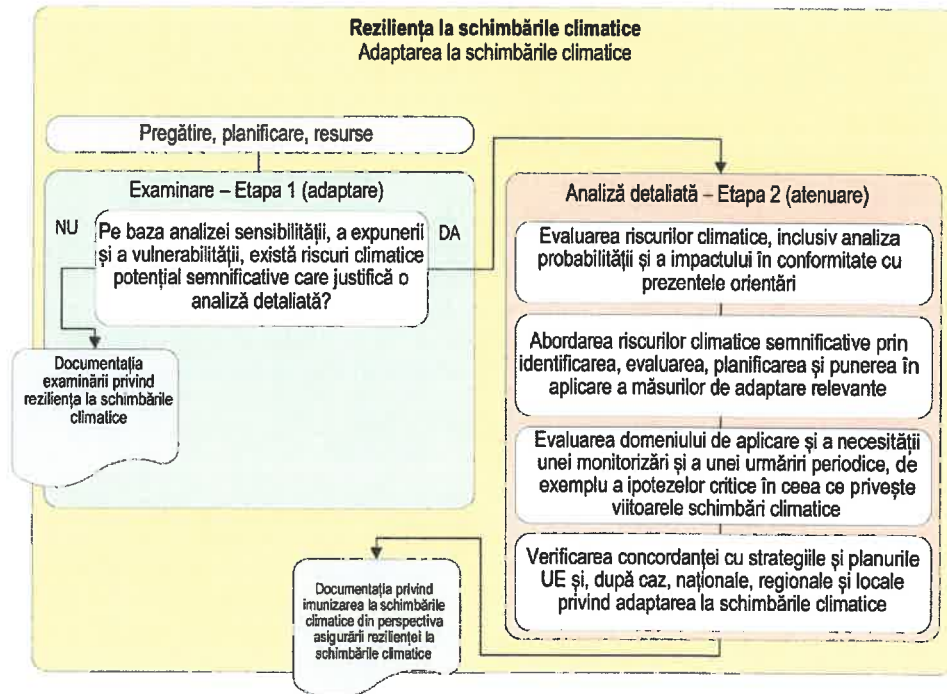 Reziliența la schimbările climatice
Adaptarea la schimbările climatice
Pregătire, planificare, resurse
Examinare – Etapa 1 (adaptare)
NU
Pe baza analizei sensibilității, a expunerii
și a vulnerabilității, există riscuri climatice
potențial semnificative care justifică o
analiză detaliată?
DA
Documentația
examinării privind
reziliența la schimbările
climatice
Analiză detaliată – Etapa 2 (atenuare)
Evaluarea riscurilor climatice, inclusiv analiza
probabilității și a impactului în conformitate cu
prezentele orientări
Abordarea riscurilor climatice semnificative prin
identificarea, evaluarea, planificarea și punerea în
aplicare a măsurilor de adaptare relevante
Evaluarea domeniului de aplicare și a necesității
unei monitorizări și a unei urmăriri periodice, de
exemplu a ipotezelor critice în ceea ce privește
viitoarele schimbări climatice
Verificarea concordanței cu strategiile și planurile
UE și, după caz, naționale, regionale și locale
privind adaptarea la schimbările climatice
Documentația privind
imunizarea la schimbările
climatice din perspectiva
asigurării rezilienței la
schimbările climatice